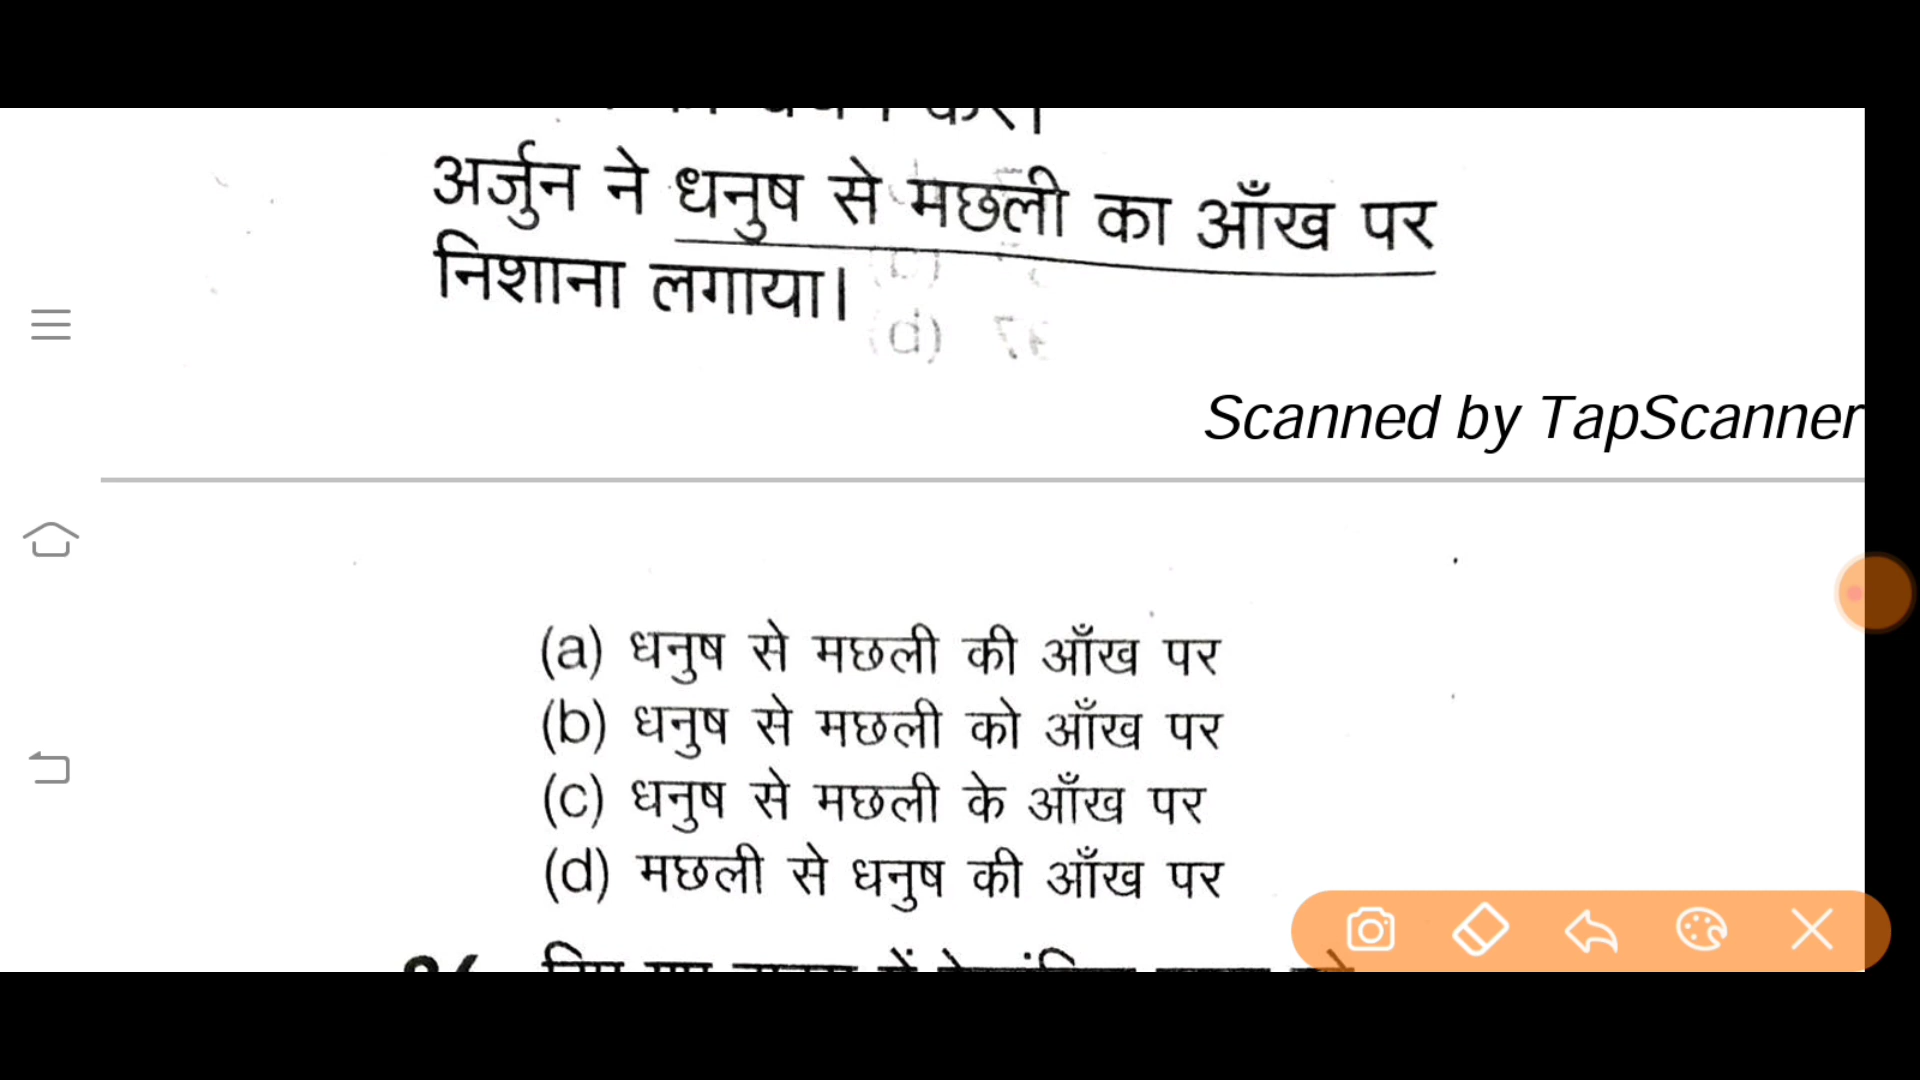 अर्जुन ने धनुष से मछली का आँख पर
निशाना लगाया।
Scanned by TapScanner
(a) धनुष से मछली की आँख पर
(b) धनुष से मछली को आँख पर
(c) धनुष से मछली के आँख पर
(d) मछली से धनुष की आँख पर